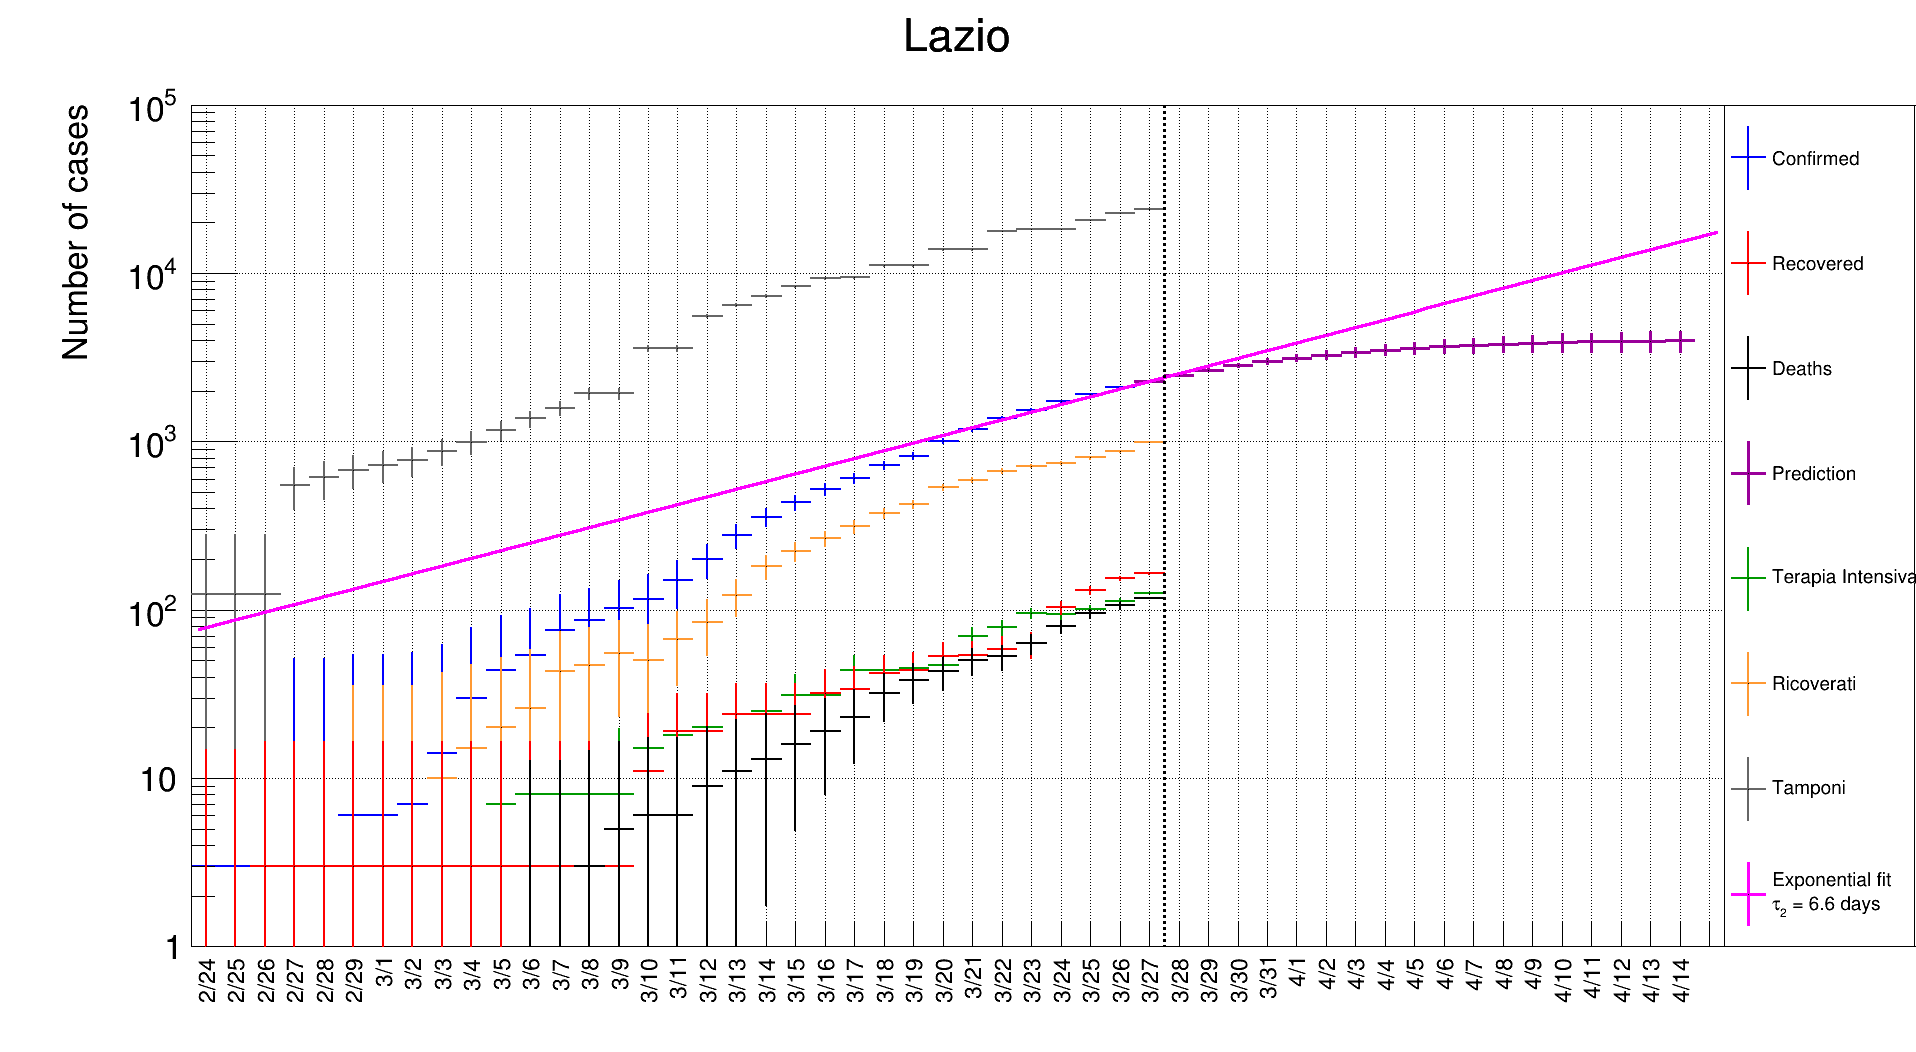 Lazio
Number of cases
10^5
10^4
10^3
10^2
10
1
2/24 2/25 2/26 2/27 2/28 2/29 3/1 3/2 3/3 3/4 3/5 3/6 3/7 3/8 3/9 3/10 3/11 3/12 3/13 3/14 3/15 3/16 3/17 3/18 3/19 3/20 3/21 3/22 3/23 3/24 3/25 3/26 3/27 3/28 3/29 3/30 3/31 4/1 4/2 4/3 4/4 4/5 4/6 4/7 4/8 4/9 4/10 4/11 4/12 4/13 4/14
Confirmed
Recovered
Deaths
Prediction
Terapia Intensiva
Ricoverati
Tamponi
Exponential fit
τ₂ = 6.6 days